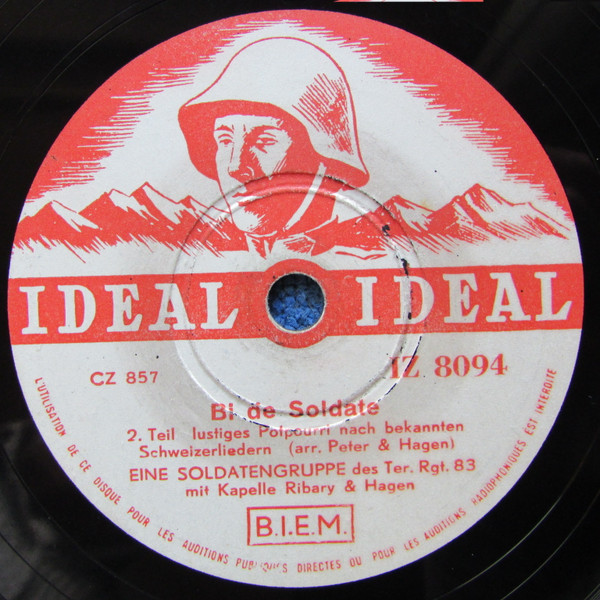 IDEAL IDEAL
CZ 857
IZ 8094
Bi de Soldate
2. Teil lustiges Potpourri nach bekannten
Schweizerliedern (arr. Peter & Hagen)
EINE SOLDATENGRUPPE des Ter. Rgt. 83
mit Kapelle Ribary & Hagen
B.I.E.M.
L'UTILISATION DE CE DISQUE POUR LES AUDITIONS PUBLIQUES DIRECTES OU POUR LES AUDITIONS RADIOPHONIQUES EST INTERDITE